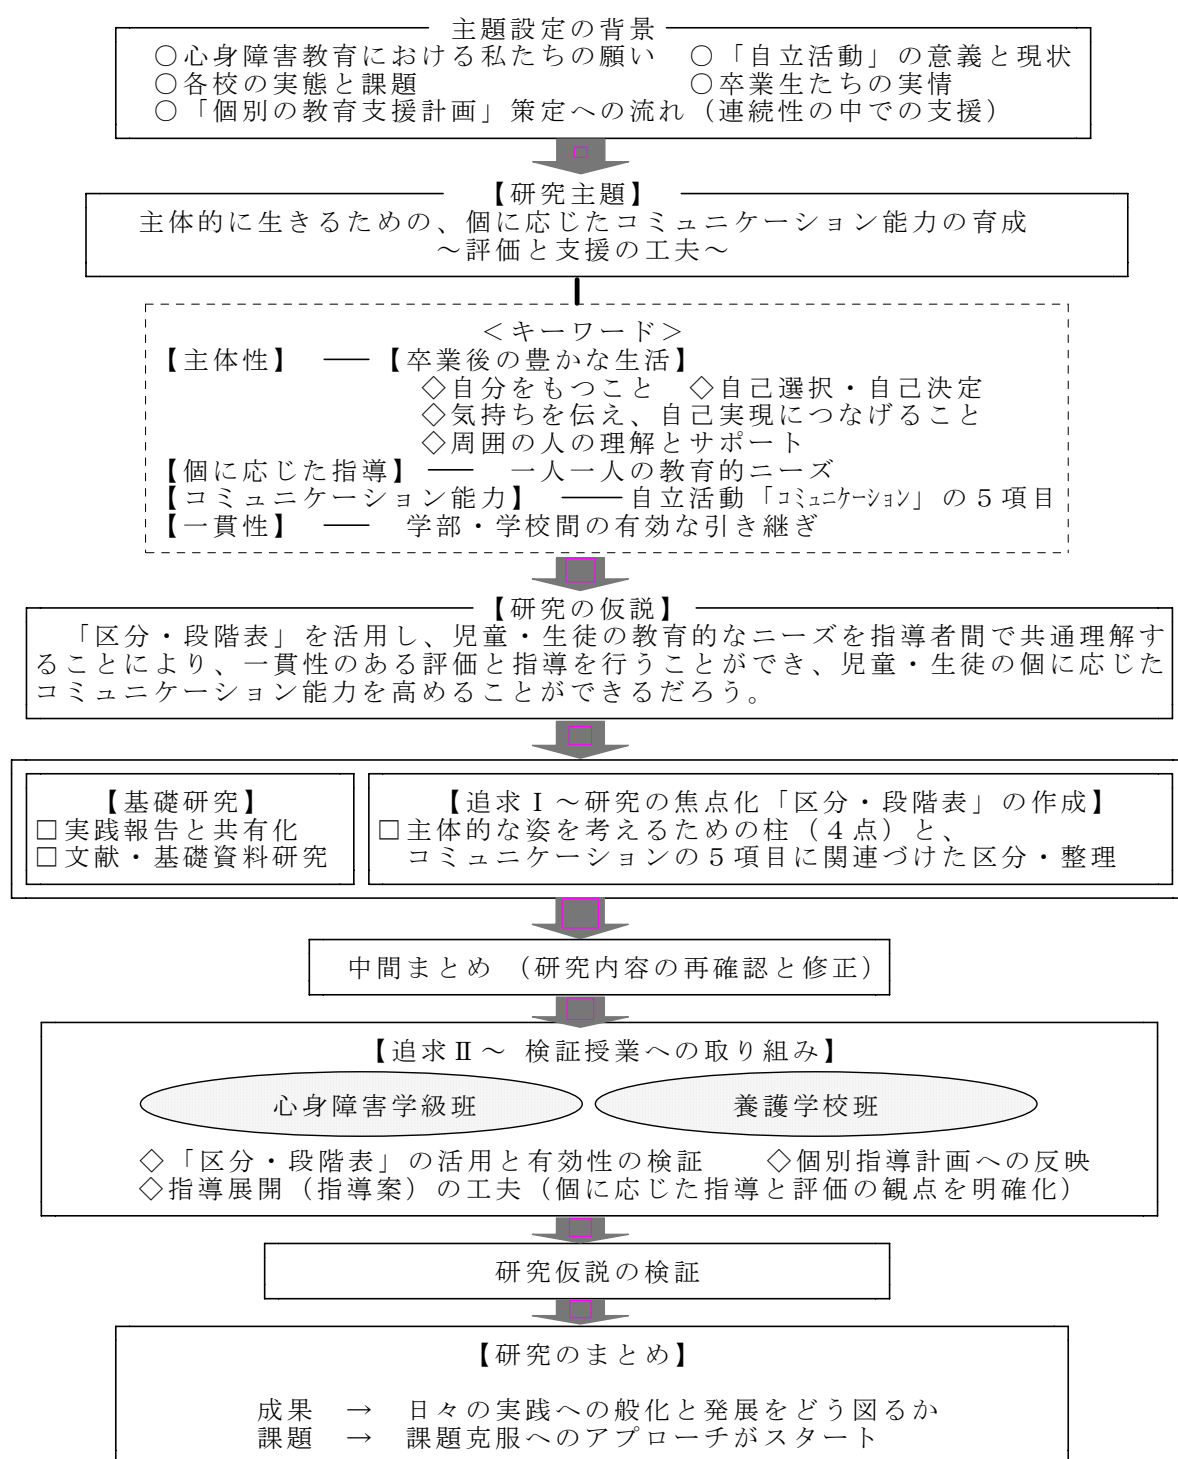 主題設定の背景
○心身障害教育における私たちの願い　○「自立活動」の意義と現状
○各校の実態と課題　○卒業生たちの実情
○「個別の教育支援計画」策定への流れ（連続性の中での支援）
【研究主題】
主体的に生きるための、個に応じたコミュニケーション能力の育成
～評価と支援の工夫～
＜キーワード＞
【主体性】 ── 【卒業後の豊かな生活】
◇自分をもつこと　◇自己選択・自己決定
◇気持ちを伝え、自己実現につなげること
◇周囲の人の理解とサポート
【個に応じた指導】 ── 一人一人の教育的ニーズ
【コミュニケーション能力】 ── 自立活動「ｺﾐｭﾆｹｰｼｮﾝ」の５項目
【一貫性】 ── 学部・学校間の有効な引き継ぎ
【研究の仮説】
「区分・段階表」を活用し、児童・生徒の教育的なニーズを指導者間で共通理解す
ることにより、一貫性のある評価と指導を行うことができ、児童・生徒の個に応じた
コミュニケーション能力を高めることができるだろう。
【基礎研究】
□実践報告と共有化
□文献・基礎資料研究
【追求Ⅰ～研究の焦点化「区分・段階表」の作成】
□主体的な姿を考えるための柱（４点）と、
コミュニケーションの５項目に関連づけた区分・整理
中間まとめ （研究内容の再確認と修正）
【追求Ⅱ～ 検証授業への取り組み】
心身障害学級班　養護学校班
◇「区分・段階表」の活用と有効性の検証　◇個別指導計画への反映
◇指導展開（指導案）の工夫（個に応じた指導と評価の観点を明確化）
研究仮説の検証
【研究のまとめ】
成果 → 日々の実践への般化と発展をどう図るか
課題 → 課題克服へのアプローチがスタート